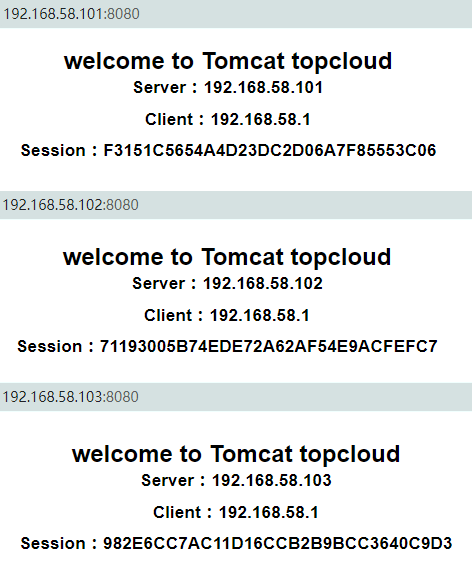 192.168.58.101:8080
welcome to Tomcat topcloud
Server：192.168.58.101
Client：192.168.58.1
Session：F3151C5654A4D23DC2D06A7F85553C06
192.168.58.102:8080
welcome to Tomcat topcloud
Server：192.168.58.102
Client：192.168.58.1
Session：71193005B74EDE72A62AF54E9ACFEFC7
192.168.58.103:8080
welcome to Tomcat topcloud
Server：192.168.58.103
Client：192.168.58.1
Session：982E6CC7AC11D16CCB2B9BCC3640C9D3